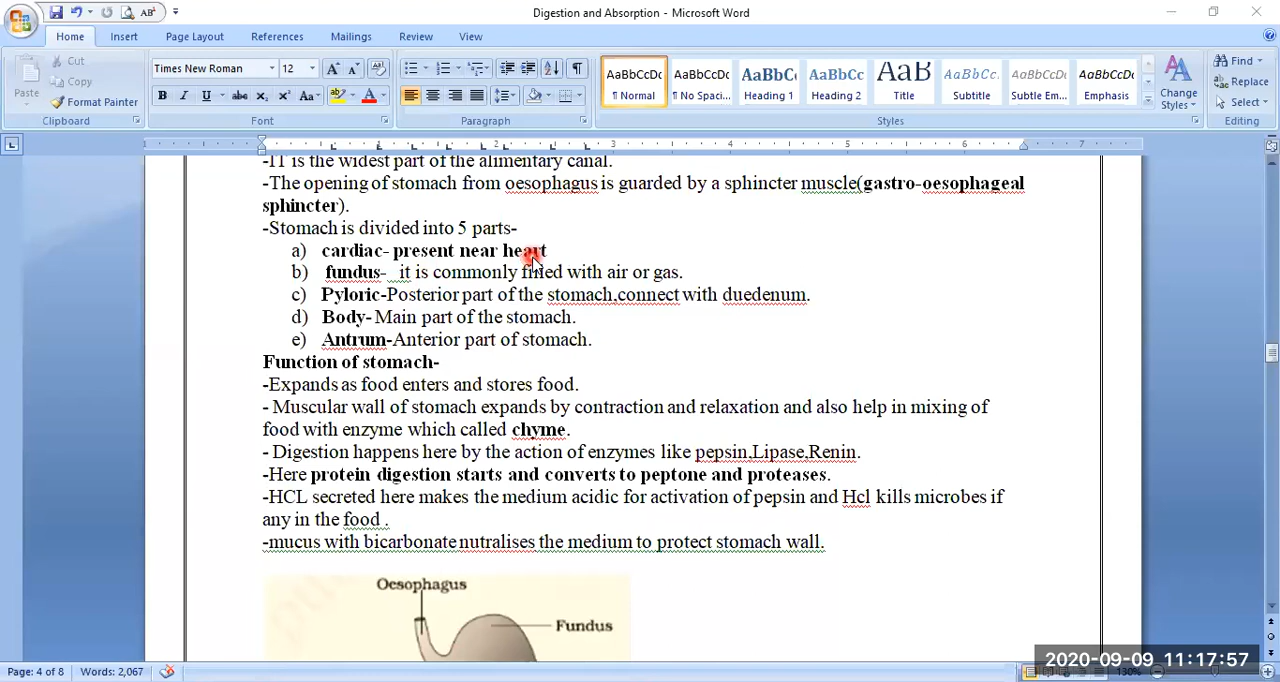 Digestion and Absorption - Microsoft Word
Home Insert Page Layout References Mailings Review View
Cut
Copy
Format Painter
Paste
Clipboard
Times New Roman 12
Font
Paragraph
AaBbCcDc AaBbCcDc AaBbCc AaBbCc AaB AaBbCc. AaBbCcDc AaBbCcDc
¶ Normal ¶ No Spaci... Heading 1 Heading 2 Title Subtitle Subtle Em... Emphasis
Change Styles
Styles
Find
Replace
Select
Editing
-IT is the widest part of the alimentary canal.
-The opening of stomach from oesophagus is guarded by a sphincter muscle(gastro-oesophageal
sphincter).
-Stomach is divided into 5 parts-
a) cardiac- present near heart
b) fundus- it is commonly filled with air or gas.
c) Pyloric-Posterior part of the stomach,connect with duedenum.
d) Body- Main part of the stomach.
e) Antrum-Anterior part of stomach.
Function of stomach-
-Expands as food enters and stores food.
- Muscular wall of stomach expands by contraction and relaxation and also help in mixing of
food with enzyme which called chyme.
- Digestion happens here by the action of enzymes like pepsin,Lipase,Renin.
-Here protein digestion starts and converts to peptone and proteases.
-HCL secreted here makes the medium acidic for activation of pepsin and Hcl kills microbes if
any in the food .
-mucus with bicarbonate nutralises the medium to protect stomach wall.
Oesophagus
Fundus
2020-09-09 11:17:57
Page: 4 of 8 Words: 2,067 130%